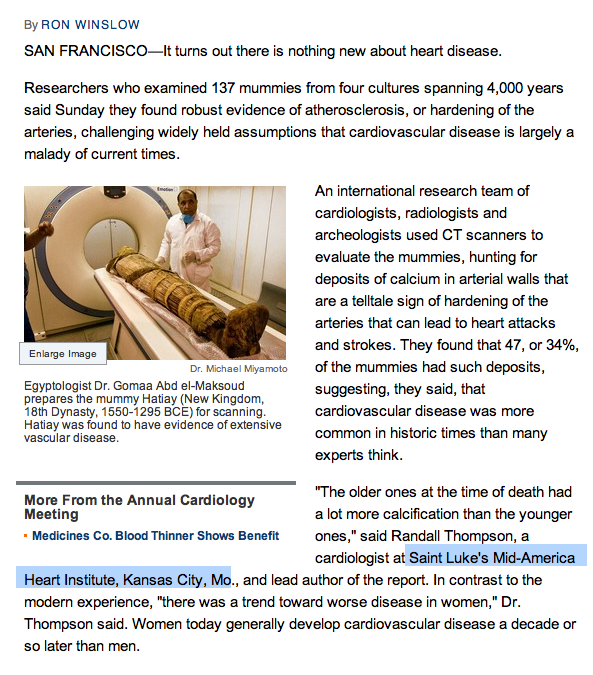 By RON WINSLOW
SAN FRANCISCO—It turns out there is nothing new about heart disease.
Researchers who examined 137 mummies from four cultures spanning 4,000 years
said Sunday they found robust evidence of atherosclerosis, or hardening of the
arteries, challenging widely held assumptions that cardiovascular disease is largely a
malady of current times.
Emotion
Enlarge Image
Dr. Michael Miyamoto
Egyptologist Dr. Gomaa Abd el-Maksoud
prepares the mummy Hatiay (New Kingdom,
18th Dynasty, 1550-1295 BCE) for scanning.
Hatiay was found to have evidence of extensive
vascular disease.
An international research team of
cardiologists, radiologists and
archeologists used CT scanners to
evaluate the mummies, hunting for
deposits of calcium in arterial walls that
are a telltale sign of hardening of the
arteries that can lead to heart attacks
and strokes. They found that 47, or 34%,
of the mummies had such deposits,
suggesting, they said, that
cardiovascular disease was more
common in historic times than many
experts think.
More From the Annual Cardiology
Meeting
Medicines Co. Blood Thinner Shows Benefit
"The older ones at the time of death had
a lot more calcification than the younger
ones," said Randall Thompson, a
cardiologist at Saint Luke's Mid-America
Heart Institute, Kansas City, Mo., and lead author of the report. In contrast to the
modern experience, "there was a trend toward worse disease in women," Dr.
Thompson said. Women today generally develop cardiovascular disease a decade or
so later than men.